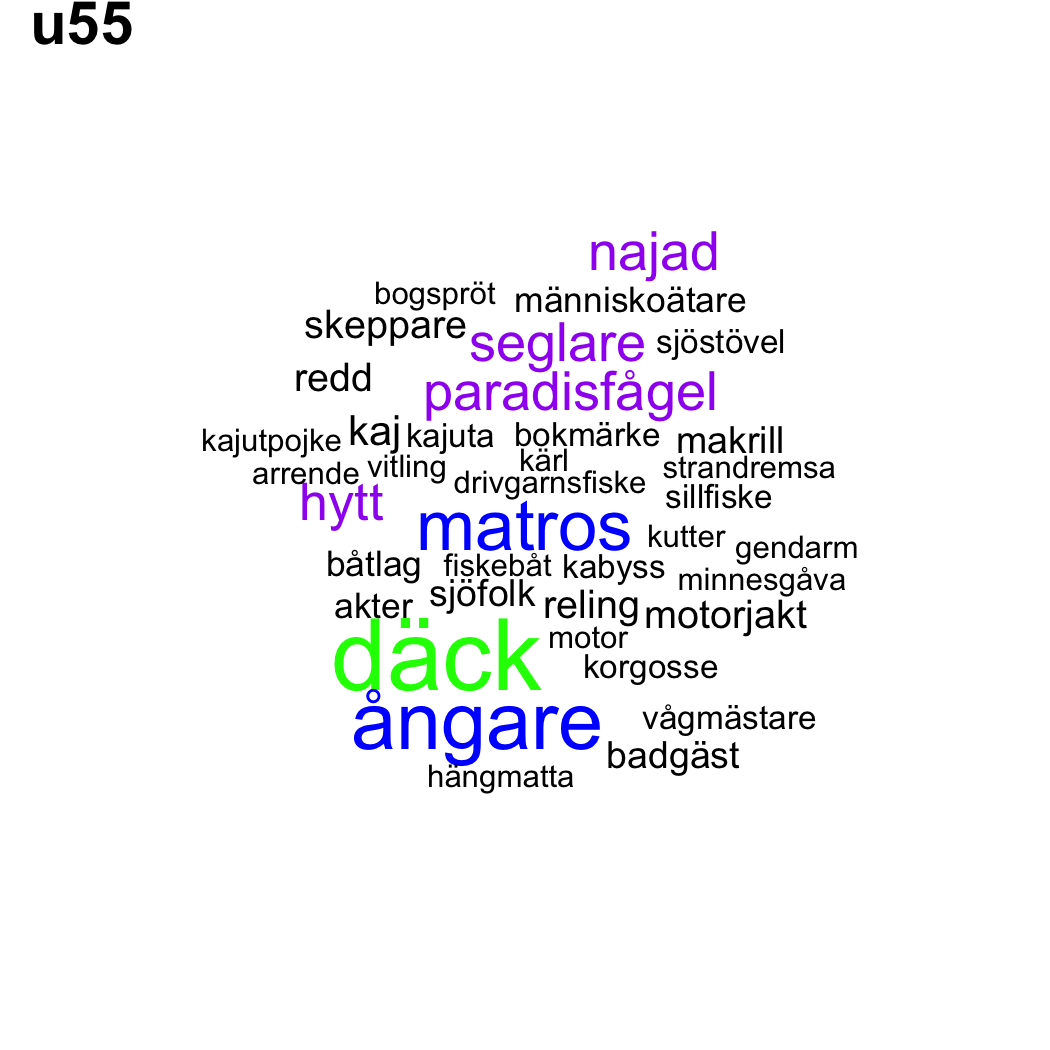 u55
najad
bogspröt människoätare
skeppare seglare sjöstövel
redd paradisfågel
kajutpojke kaj kajuta bokmärke makrill
arrende vitling kärl strandremsa
hytt drivgarnsfiske sillfiske
matros kutter gendarm
båtlag fiskebåt kabyss minnesgåva
akter sjöfolk reling motorjakt
däck motor
korgosse
ångare vågmästare
badgäst
hängmatta